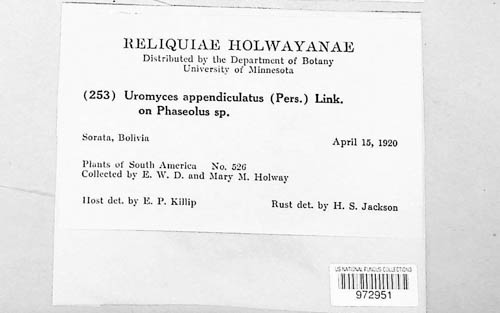 RELIQUIAE HOLWAYANAE
Distributed by the Department of Botany
University of Minnesota
(253) Uromyces appendiculatus (Pers.) Link.
on Phaseolus sp.
Sorata, Bolivia April 15, 1920
Plants of South America No. 526
Collected by E. W. D. and Mary M. Holway
Host det. by E. P. Killip Rust det. by H. S. Jackson
US NATIONAL FUNGUS COLLECTIONS
972951